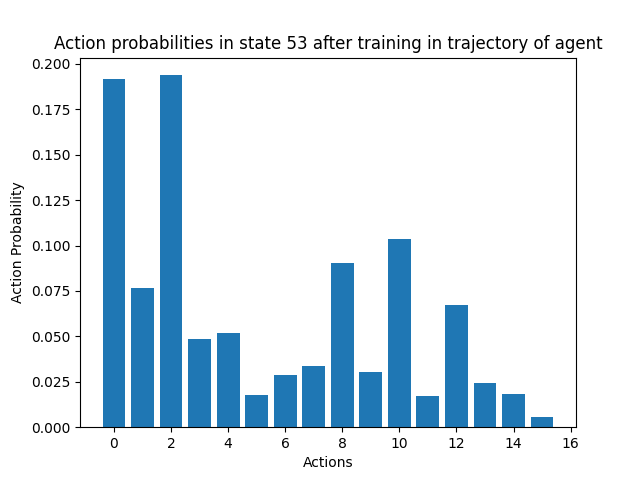 Action probabilities in state 53 after training in trajectory of agent
0.200
0.175
0.150
0.125
0.100
0.075
0.050
0.025
0.000
Action Probability
0 2 4 6 8 10 12 14 16
Actions